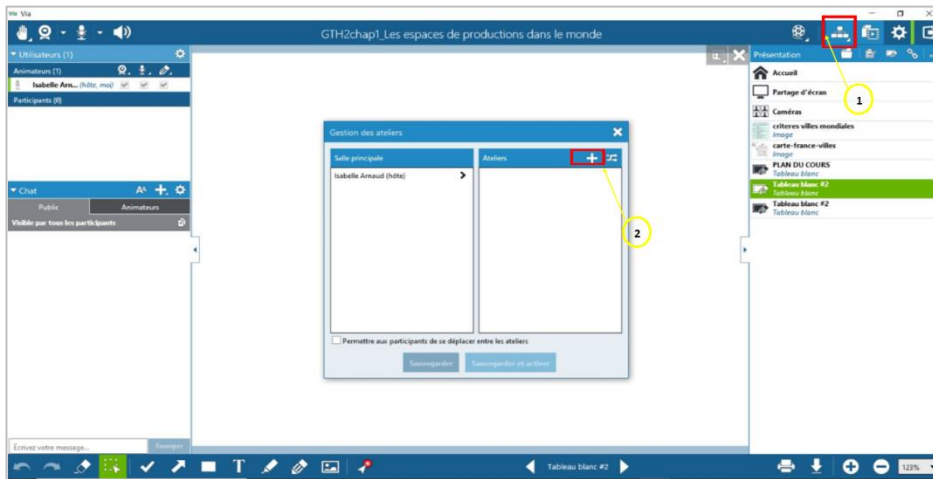 Via
GTH2chap1_Les espaces de productions dans le monde
Utilisateurs (1)
Animateurs (1)
Isabelle Arn... (hôte, moi)
Participants (0)
Chat
Public
Animateurs
Visible par tous les participants
Écrivez votre message...
Envoyer
Gestion des ateliers
Salle principale
Ateliers
Isabelle Arnaud (hôte)
Permettre aux participants de se déplacer entre les ateliers
Sauvegarder
Sauvegarder et activer
2
Présentation
1
Accueil
Partage d'écran
Caméras
criteres villes mondiales
Image
carte-france-villes
Image
PLAN DU COURS
Tableau blanc
Tableau blanc #2
Tableau blanc
Tableau blanc #2
Tableau blanc
T
Tableau blanc #2
123%